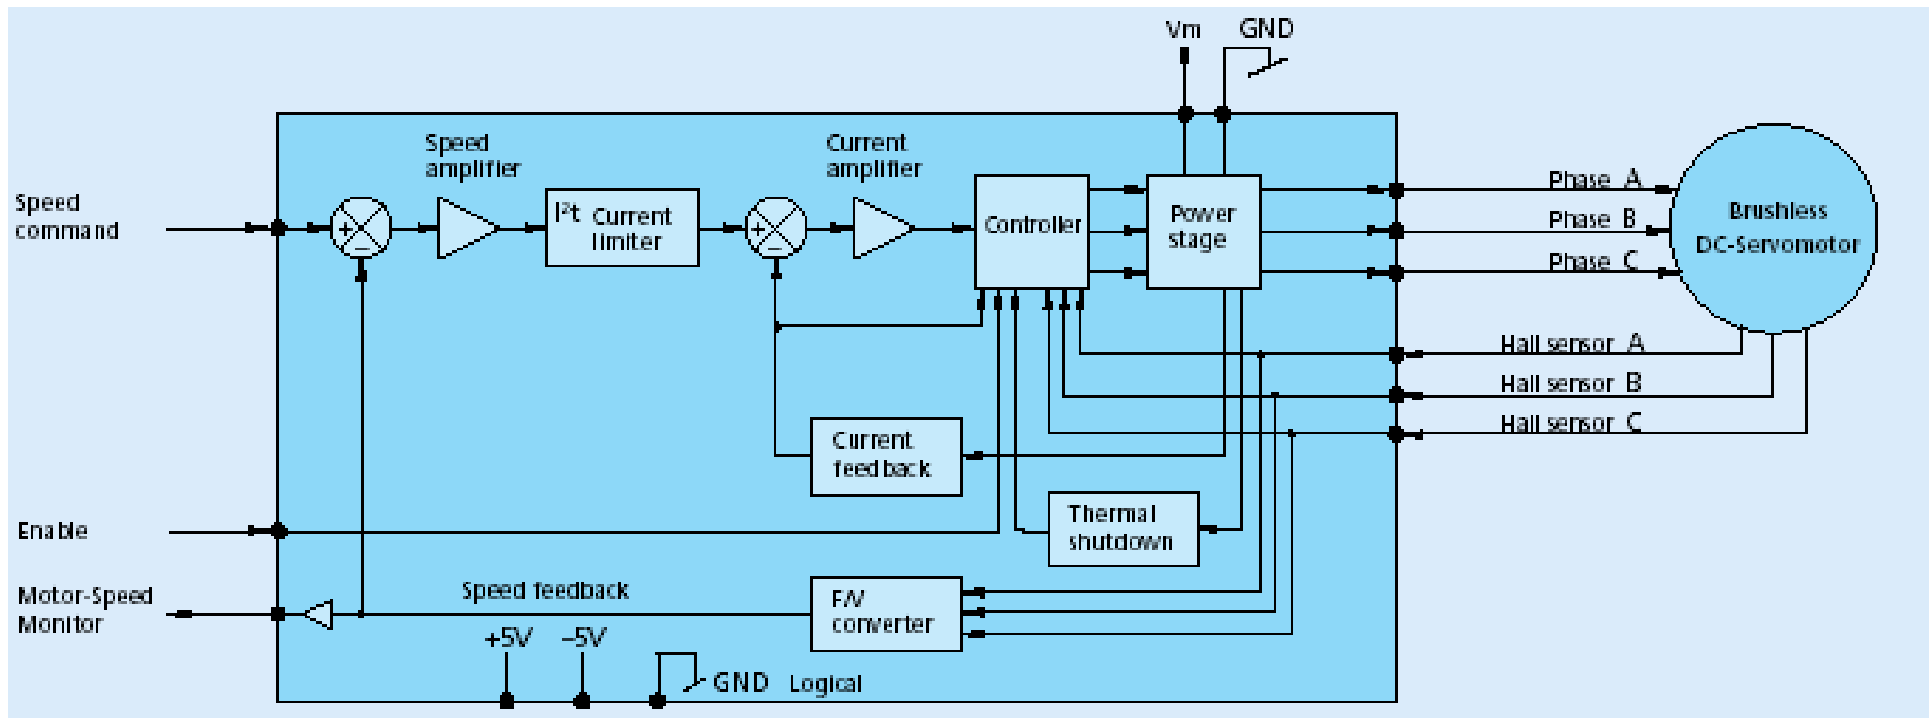 Vm
GND
Speed
amplifier
Current
amplifier
Speed
command
+
−
I²t Current
limiter
+
−
Controller
Power
stage
Phase A
Phase B
Phase C
Brushless
DC-Servomotor
Hall sensor A
Hall sensor B
Hall sensor C
Current
feedback
Thermal
shutdown
Enable
Motor-Speed
Monitor
Speed feedback
F/V
converter
+5V
−5V
GND Logical